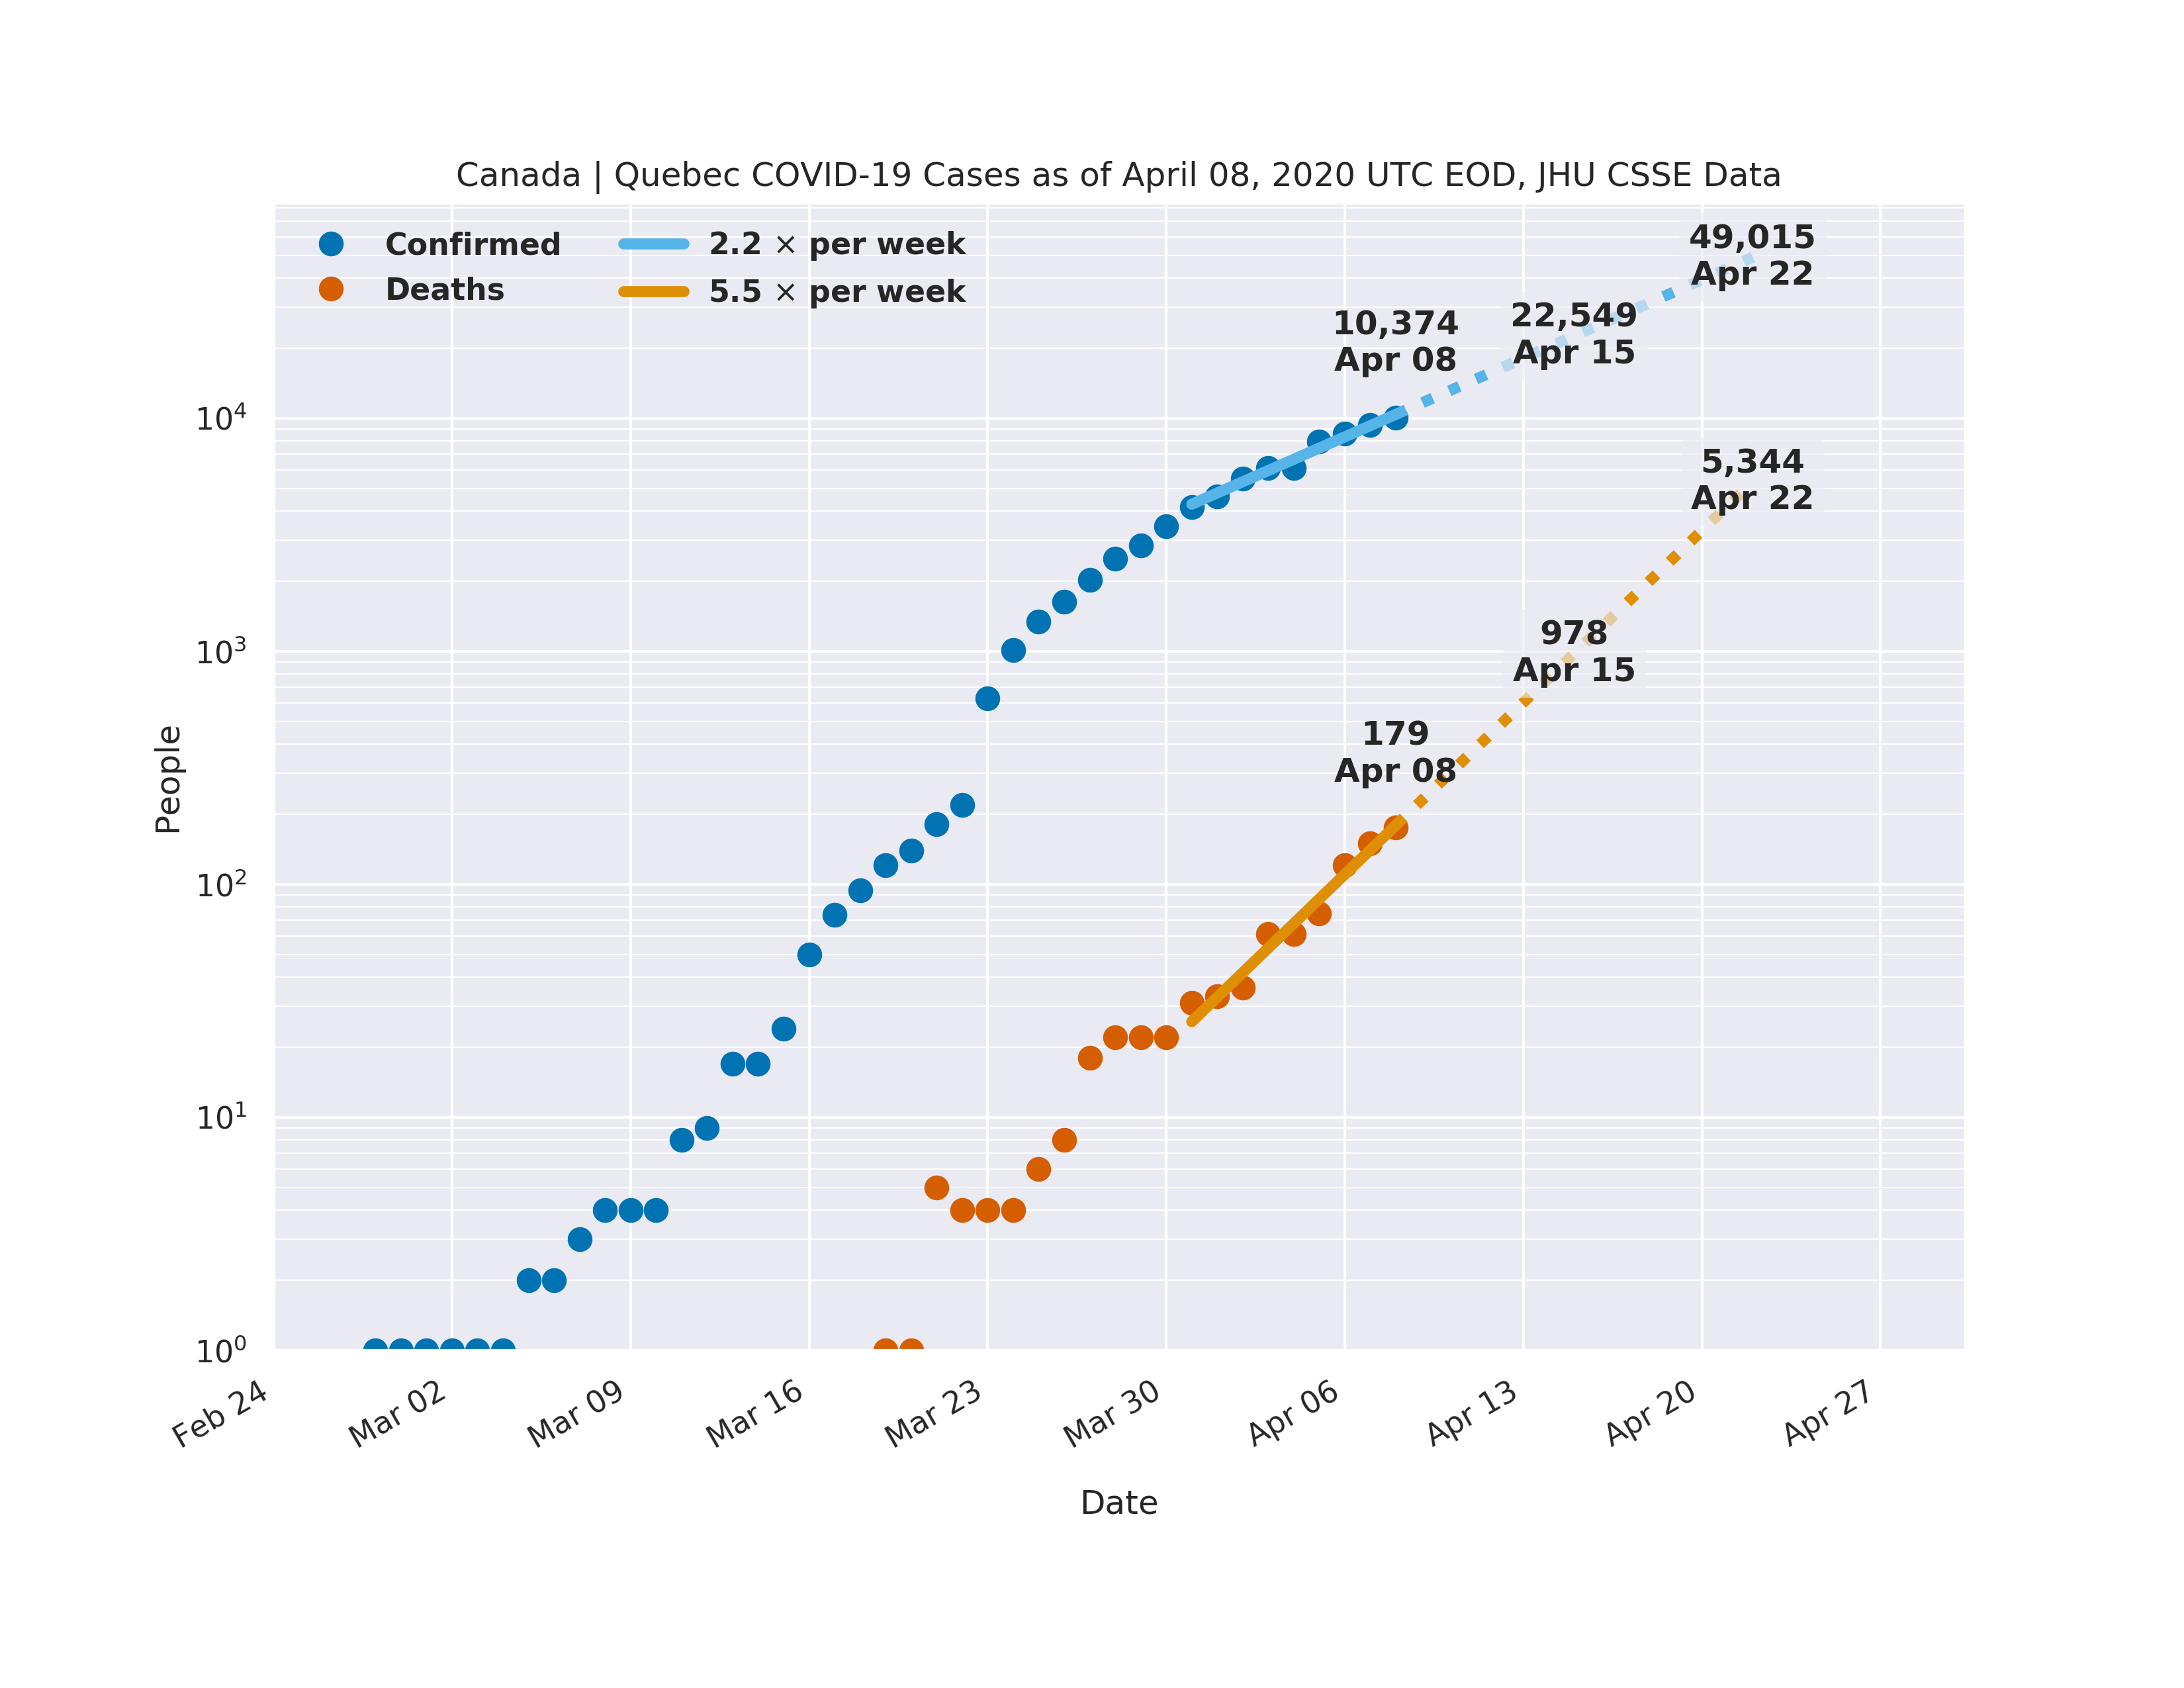 Canada | Quebec COVID-19 Cases as of April 08, 2020 UTC EOD, JHU CSSE Data
Confirmed
Deaths
2.2 × per week
5.5 × per week
49,015
Apr 22
22,549
Apr 15
10,374
Apr 08
5,344
Apr 22
978
Apr 15
179
Apr 08
People
10⁴
10³
10²
10¹
10⁰
Feb 24
Mar 02
Mar 09
Mar 16
Mar 23
Mar 30
Apr 06
Apr 13
Apr 20
Apr 27
Date